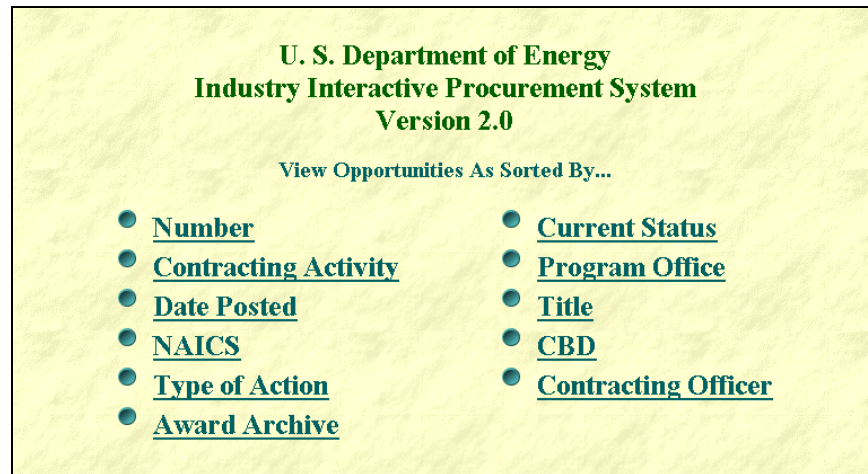 U. S. Department of Energy
Industry Interactive Procurement System
Version 2.0
View Opportunities As Sorted By...
Number
Contracting Activity
Date Posted
NAICS
Type of Action
Award Archive
Current Status
Program Office
Title
CBD
Contracting Officer